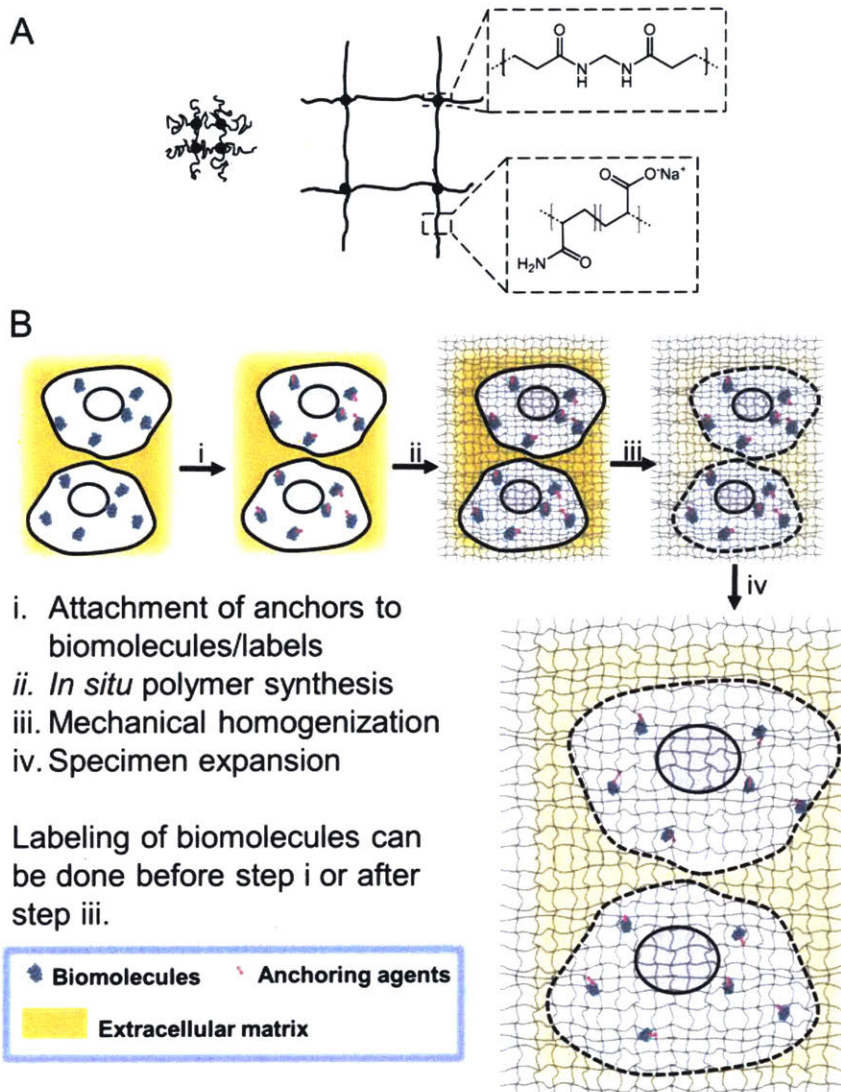 A
O
O
N
H
N
H
O
O⁻Na⁺
H₂N
O
B
i
ii
iii
iv
i. Attachment of anchors to
biomolecules/labels
ii. In situ polymer synthesis
iii. Mechanical homogenization
iv. Specimen expansion
Labeling of biomolecules can
be done before step i or after
step iii.
Biomolecules Anchoring agents
Extracellular matrix